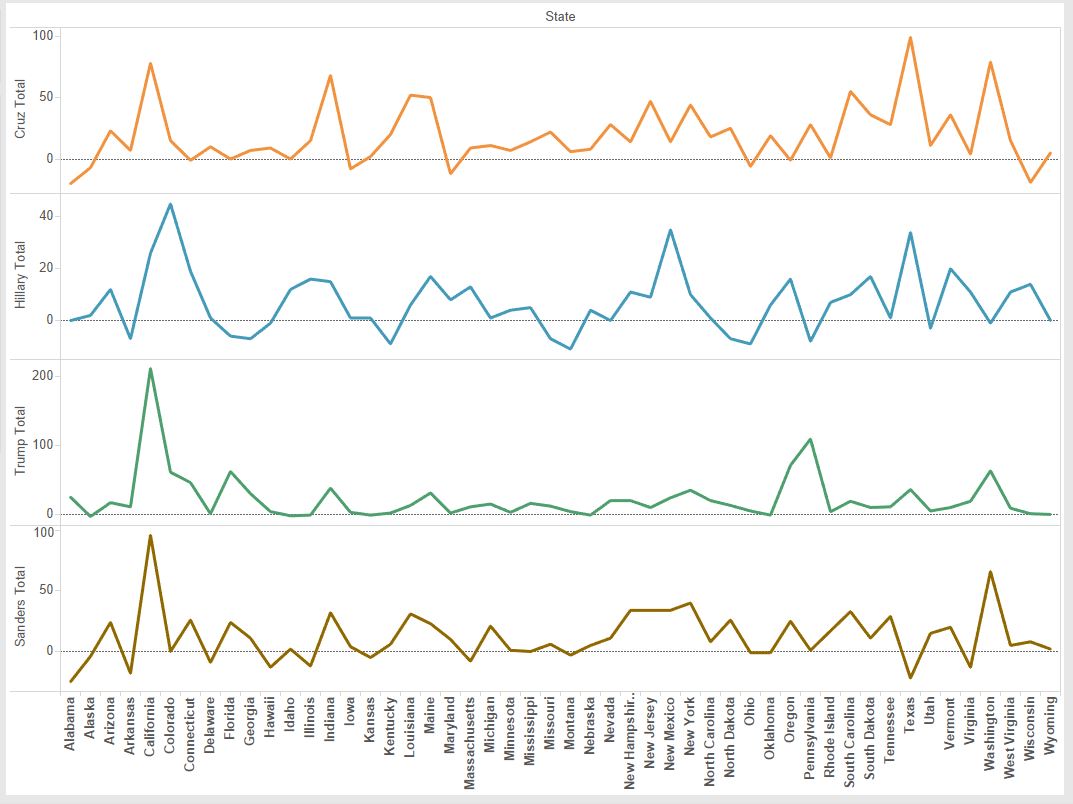 State
Cruz Total
100
50
0
Hillary Total
40
20
0
Trump Total
200
100
0
Sanders Total
100
50
0
Alabama
Alaska
Arizona
Arkansas
California
Colorado
Connecticut
Delaware
Florida
Georgia
Hawaii
Idaho
Illinois
Indiana
Iowa
Kansas
Kentucky
Louisiana
Maine
Maryland
Massachusetts
Michigan
Minnesota
Mississippi
Missouri
Montana
Nebraska
Nevada
New Hampshir..
New Jersey
New Mexico
New York
North Carolina
North Dakota
Ohio
Oklahoma
Oregon
Pennsylvania
Rhode Island
South Carolina
South Dakota
Tennessee
Texas
Utah
Vermont
Virginia
Washington
West Virginia
Wisconsin
Wyoming